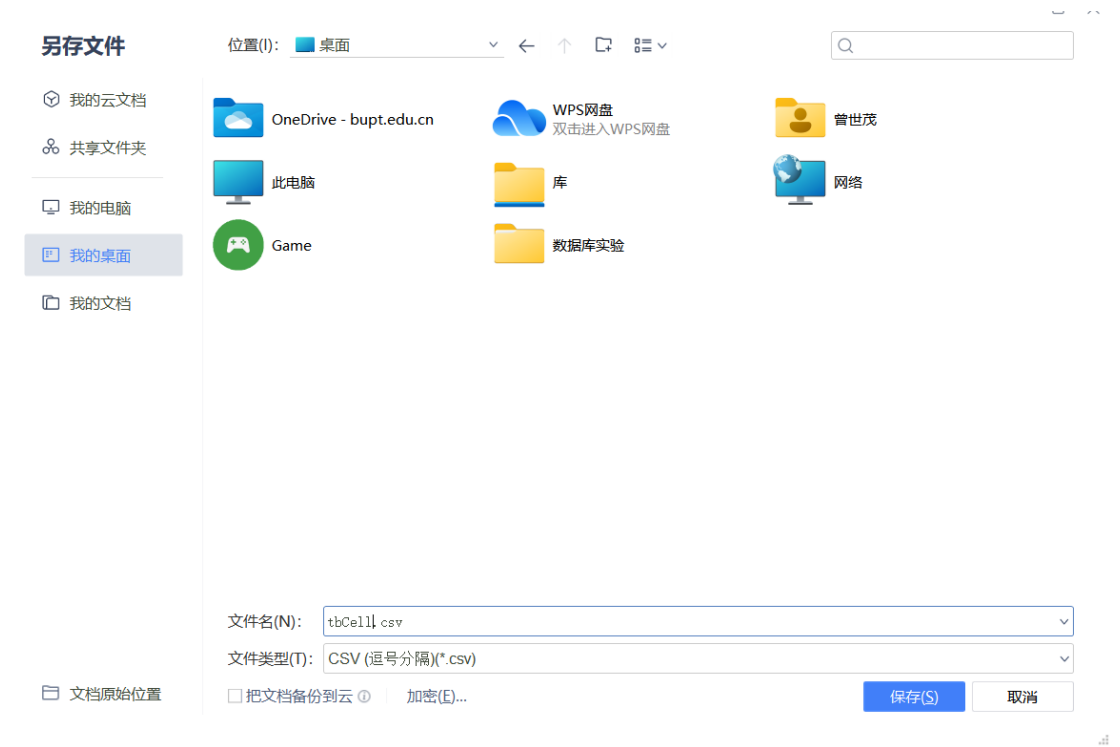 另存文件
位置(I): 桌面
我的云文档
共享文件夹
我的电脑
我的桌面
我的文档
文档原始位置
OneDrive - bupt.edu.cn
WPS网盘
双击进入WPS网盘
曾世茂
此电脑
库
网络
Game
数据库实验
文件名(N): tbCell.csv
文件类型(T): CSV (逗号分隔)(*.csv)
把文档备份到云
加密(E)...
保存(S)
取消